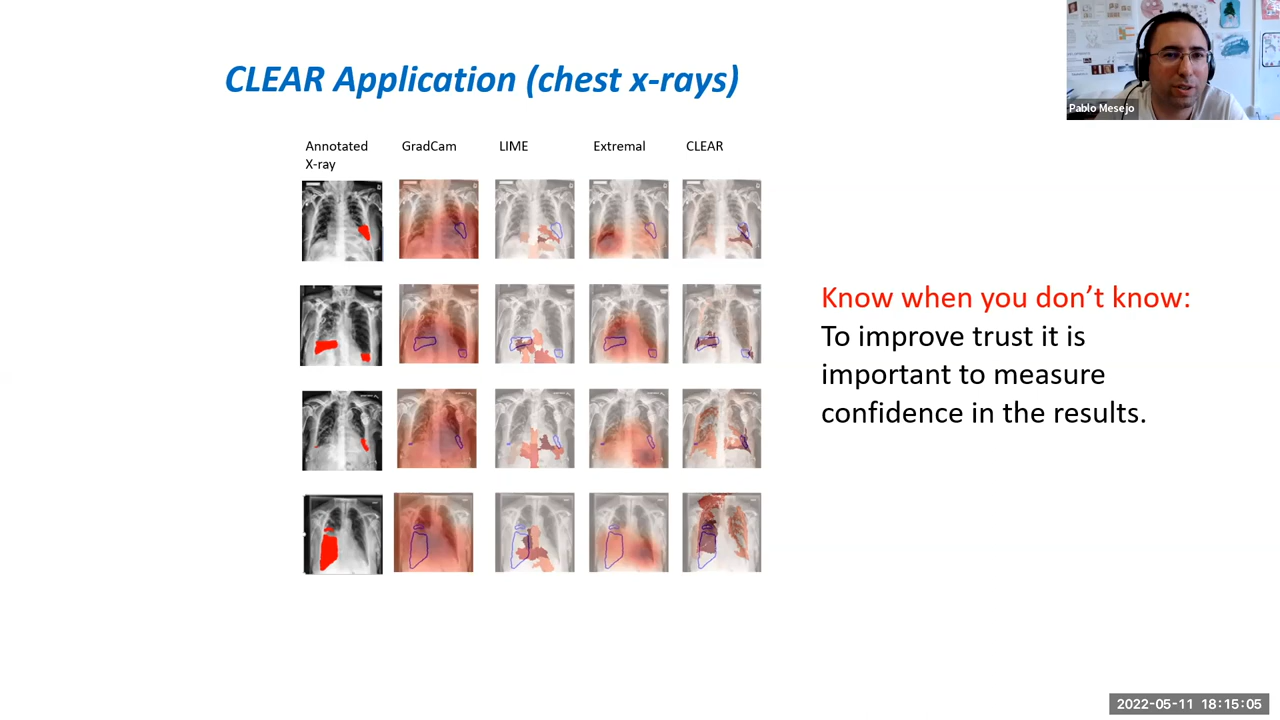 CLEAR Application (chest x-rays)
Pablo Mesejo
Annotated
X-ray
GradCam
LIME
Extremal
CLEAR
Know when you don’t know:
To improve trust it is
important to measure
confidence in the results.
2022-05-11 18:15:05